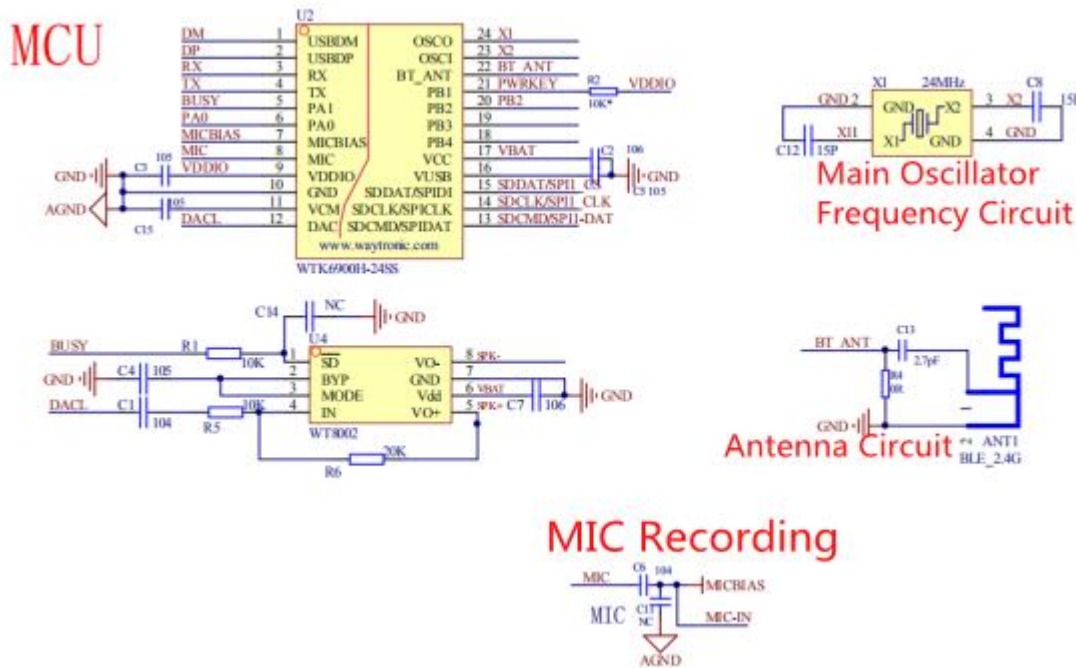 MCU
U2
DM 1 USBDM OSCO 24 X1
DP 2 USBDP OSCI 23 X2
RX 3 RX BT_ANT 22 BT ANT
TX 4 TX PB1 21 PWRKEY R2 10K* VDDIO
BUSY 5 PA1 PB2 20 PB2
PA0 6 PA0 PB3 19
MICBIAS 7 MICBIAS PB4 18
MIC 8 MIC VCC 17 VBAT C2 106
GND 105 VDDIO 9 VDDIO VUSB 16 GND
10 GND SDDAT/SPIDI 15 SDDAT/SPI1_CS 105
AGND 105 11 VCM SDCLK/SPICLK 14 SDCLK/SPI1_CLK
C15 DACL 12 DAC SDCMD/SPIDAT 13 SDCMD/SPI1-DAT
www.waytronic.com
WTK6900H-24SS
X1 24MHz C8
GND 2 GND X2 3 X2
C12 15P X1 GND 4 GND
Main Oscillator
Frequency Circuit
C14 NC GND
U4
BUSY R1 10K 1 SD VO- 8 SPK-
GND C4 105 2 BYP GND 7
3 MODE Vdd 6 VBAT C7 106 GND
DACL C1 104 R5 10K 4 IN VO+ 5 SPK+
WT8002
R6 20K
BT ANT C13 2.7pF
R4 0R
GND
Antenna Circuit
ANT1
BLE_2.4G
MIC Recording
MIC C6 104 MICBIAS
MIC NC MIC-IN
AGND